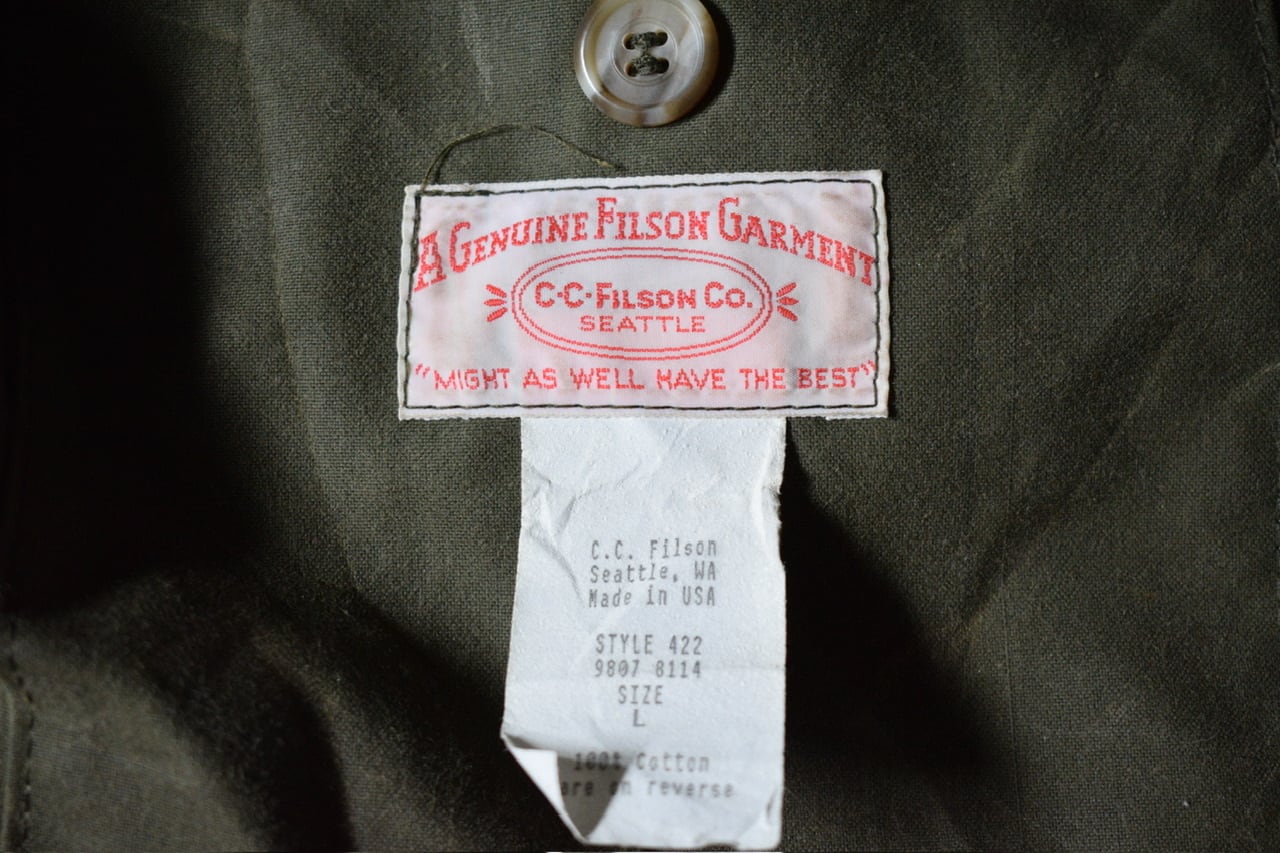 A GENUINE FILSON GARMENT
C·C·FILSON CO.
SEATTLE
"MIGHT AS WELL HAVE THE BEST"
C.C. Filson
Seattle, WA
Made in USA
STYLE 422
9807 8114
SIZE
L
100% Cotton
are on reverse